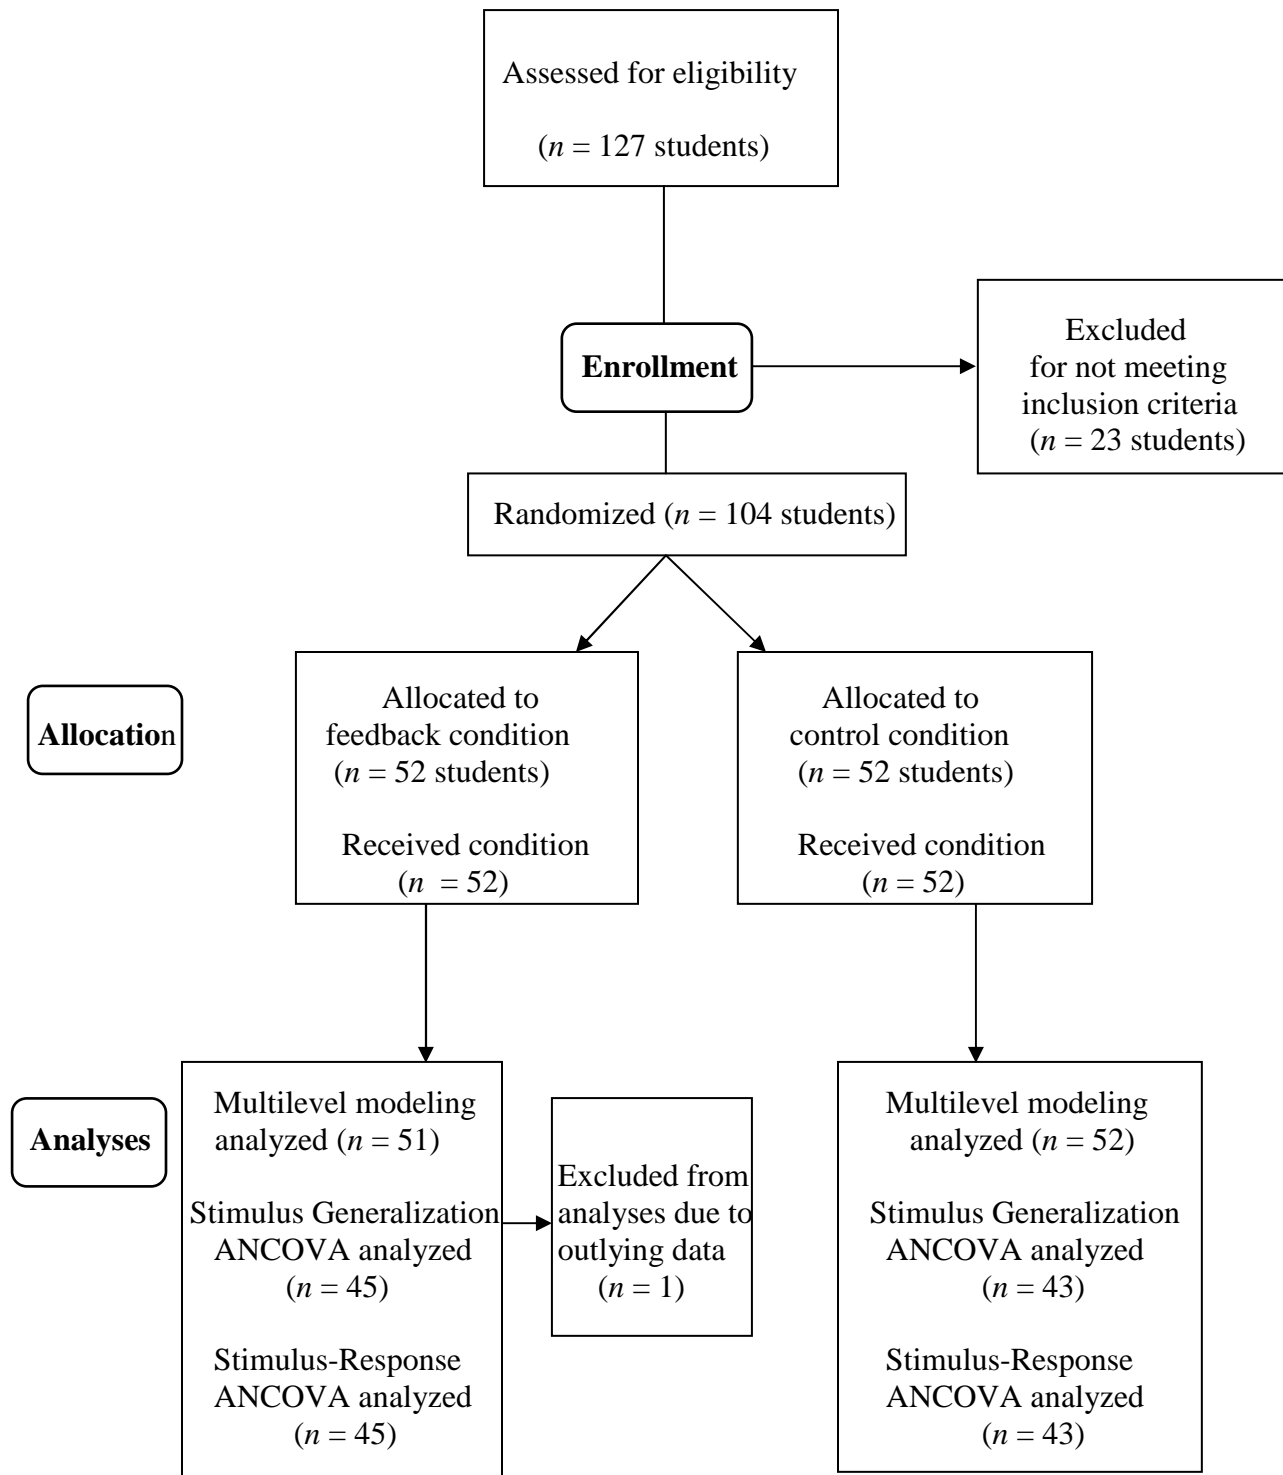 Assessed for eligibility
(n = 127 students)
Enrollment
Excluded
for not meeting
inclusion criteria
(n = 23 students)
Randomized (n = 104 students)
Allocation
Allocated to
feedback condition
(n = 52 students)
Received condition
(n = 52)
Allocated to
control condition
(n = 52 students)
Received condition
(n = 52)
Analyses
Multilevel modeling
analyzed (n = 51)
Stimulus Generalization
ANCOVA analyzed
(n = 45)
Stimulus-Response
ANCOVA analyzed
(n = 45)
Excluded from
analyses due to
outlying data
(n = 1)
Multilevel modeling
analyzed (n = 52)
Stimulus Generalization
ANCOVA analyzed
(n = 43)
Stimulus-Response
ANCOVA analyzed
(n = 43)